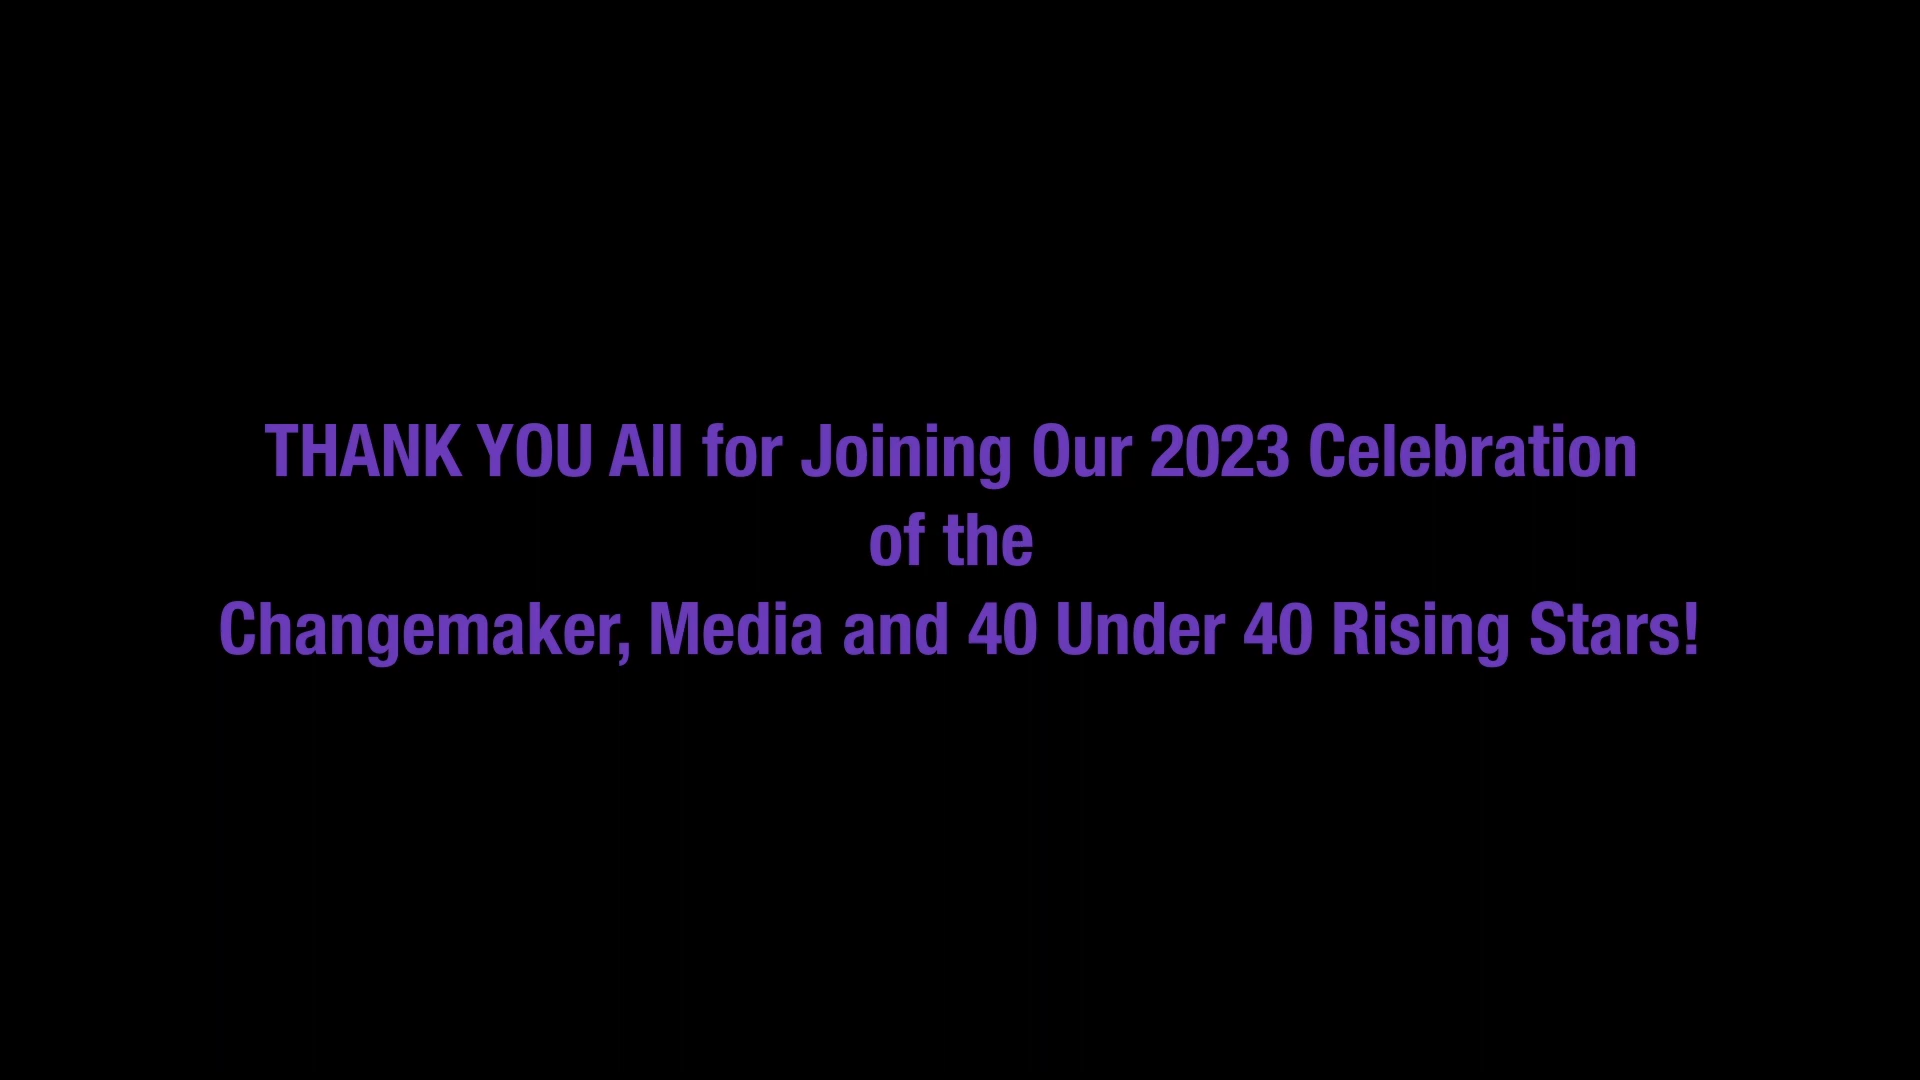 THANK YOU All for Joining Our 2023 Celebration
of the
Changemaker, Media and 40 Under 40 Rising Stars!